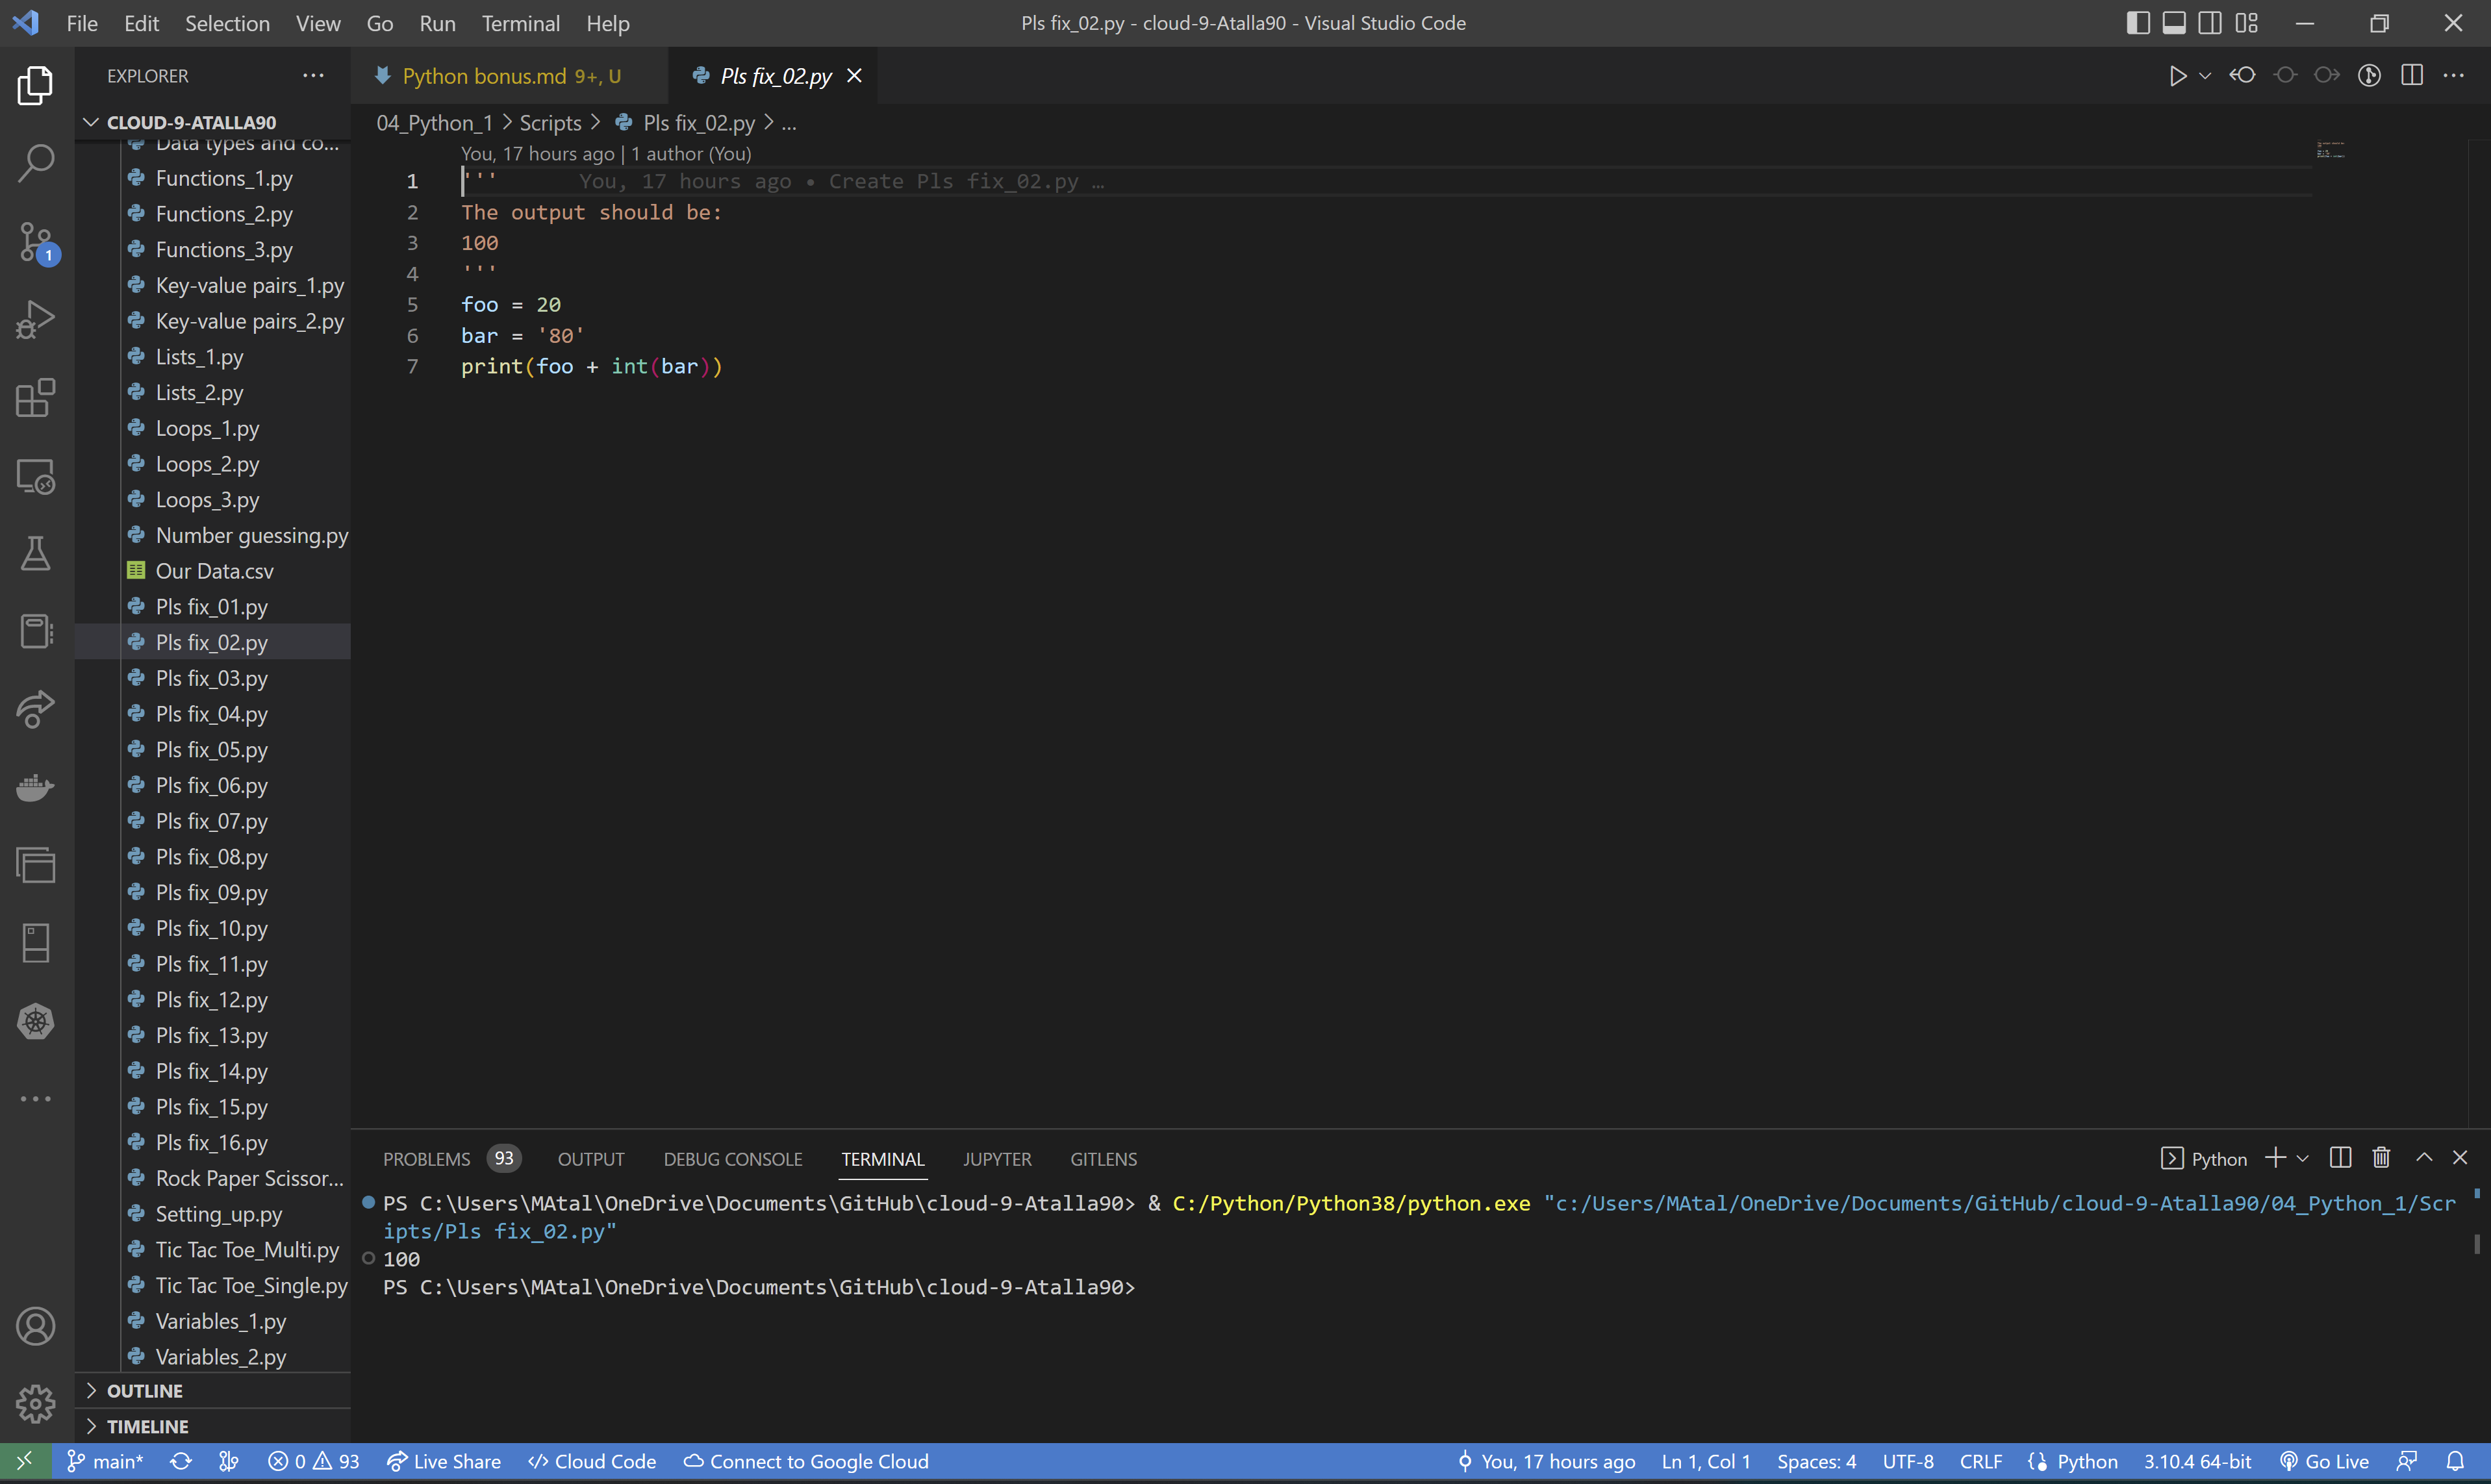 File Edit Selection View Go Run Terminal Help
Pls fix_02.py - cloud-9-Atalla90 - Visual Studio Code
EXPLORER
Python bonus.md 9+, U
Pls fix_02.py
CLOUD-9-ATALLA90
04_Python_1 > Scripts > Pls fix_02.py > ...
Data types and co...
Functions_1.py
Functions_2.py
Functions_3.py
Key-value pairs_1.py
Key-value pairs_2.py
Lists_1.py
Lists_2.py
Loops_1.py
Loops_2.py
Loops_3.py
Number guessing.py
Our Data.csv
Pls fix_01.py
Pls fix_02.py
Pls fix_03.py
Pls fix_04.py
Pls fix_05.py
Pls fix_06.py
Pls fix_07.py
Pls fix_08.py
Pls fix_09.py
Pls fix_10.py
Pls fix_11.py
Pls fix_12.py
Pls fix_13.py
Pls fix_14.py
Pls fix_15.py
Pls fix_16.py
Rock Paper Scissor...
Setting_up.py
Tic Tac Toe_Multi.py
Tic Tac Toe_Single.py
Variables_1.py
Variables_2.py
OUTLINE
TIMELINE
1
You, 17 hours ago | 1 author (You)
1 ''' You, 17 hours ago • Create Pls fix_02.py …
2 The output should be:
3 100
4 '''
5 foo = 20
6 bar = '80'
7 print(foo + int(bar))
PROBLEMS 93 OUTPUT DEBUG CONSOLE TERMINAL JUPYTER GITLENS
Python
PS C:\Users\MAtal\OneDrive\Documents\GitHub\cloud-9-Atalla90> & C:/Python/Python38/python.exe "c:/Users/MAtal/OneDrive/Documents/GitHub/cloud-9-Atalla90/04_Python_1/Scr
ipts/Pls fix_02.py"
100
PS C:\Users\MAtal\OneDrive\Documents\GitHub\cloud-9-Atalla90>
main* 0 93 Live Share Cloud Code Connect to Google Cloud You, 17 hours ago Ln 1, Col 1 Spaces: 4 UTF-8 CRLF Python 3.10.4 64-bit Go Live